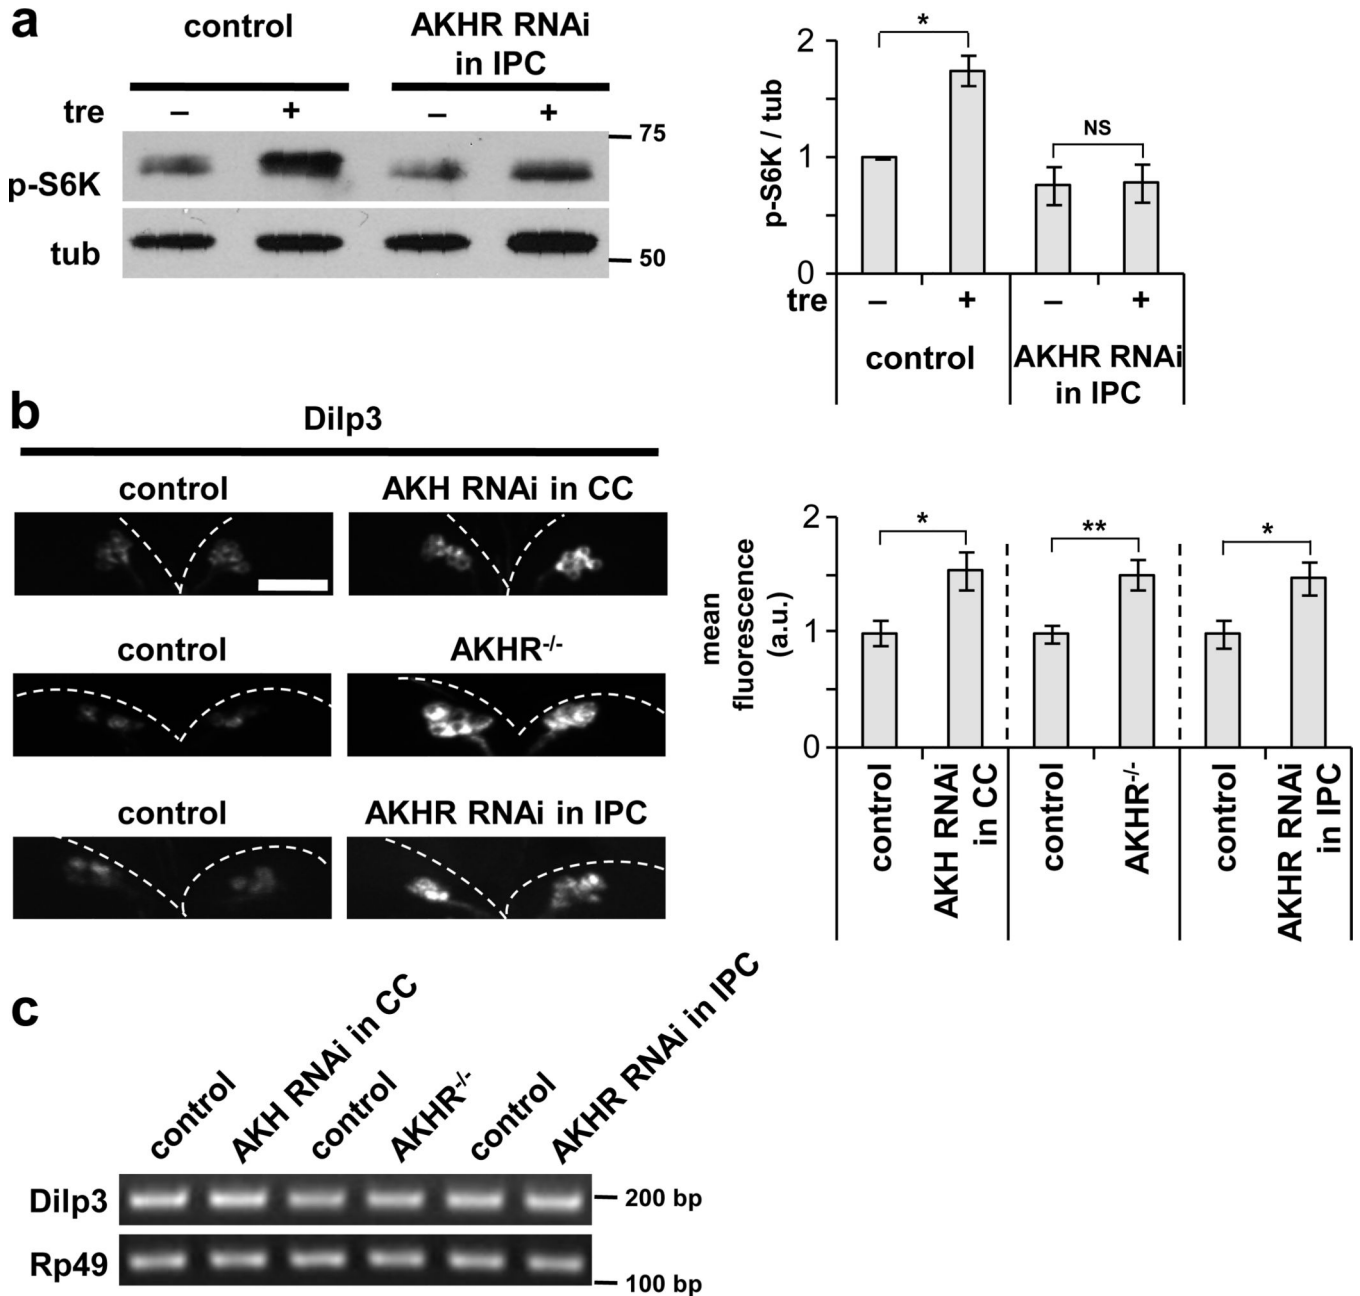 a
control
AKHR RNAi
in IPC
tre – + – +
75
p-S6K
tub
50
p-S6K / tub
2
1
0
*
NS
tre – + – +
control
AKHR RNAi
in IPC
b
Dilp3
control
AKH RNAi in CC
control
AKHR-/-
control
AKHR RNAi in IPC
mean
fluorescence
(a.u.)
2
1
0
*
**
*
control
AKH RNAi
in CC
control
AKHR-/-
control
AKHR RNAi
in IPC
c
control
AKH RNAi in CC
control
AKHR-/-
control
AKHR RNAi in IPC
Dilp3
200 bp
Rp49
100 bp